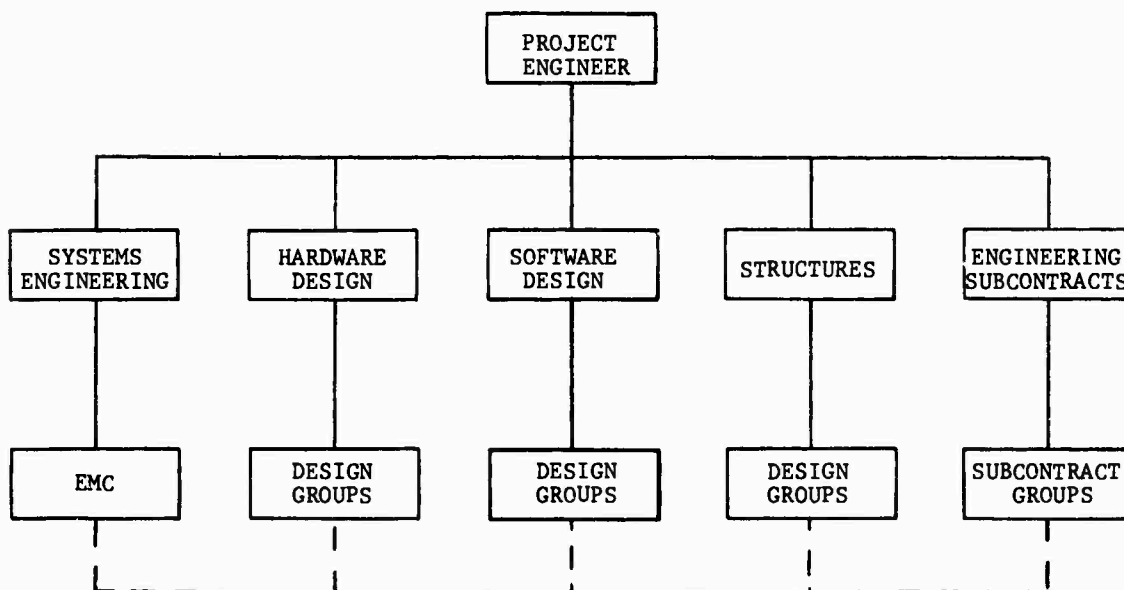 PROJECT
ENGINEER
SYSTEMS
ENGINEERING
HARDWARE
DESIGN
SOFTWARE
DESIGN
STRUCTURES
ENGINEERING
SUBCONTRACTS
EMC
DESIGN
GROUPS
DESIGN
GROUPS
DESIGN
GROUPS
SUBCONTRACT
GROUPS